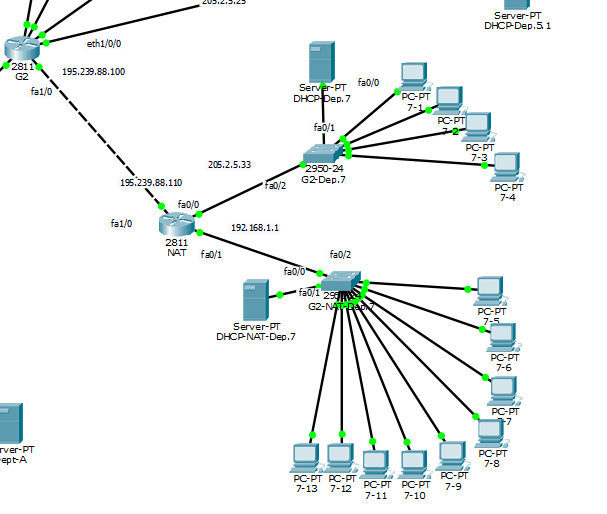 205.2.5.25
Server-PT
DHCP-Dep.5.1
eth1/0/0
2811
G2
195.239.88.100
fa1/0
Server-PT
DHCP-Dep.7
fa0/0
PC-PT
7-1
PC-PT
7-2
PC-PT
7-3
PC-PT
7-4
fa0/1
2950-24
G2-Dep.7
205.2.5.33
fa0/2
195.239.88.110
fa0/0
fa1/0
2811
NAT
192.168.1.1
fa0/1
fa0/2
fa0/0
fa0/1
G2-NAT-Dep.7
Server-PT
DHCP-NAT-Dep.7
PC-PT
7-5
PC-PT
7-6
PC-PT
7-7
PC-PT
7-8
PC-PT
7-9
PC-PT
7-10
PC-PT
7-11
PC-PT
7-12
PC-PT
7-13
rver-PT
ept-A